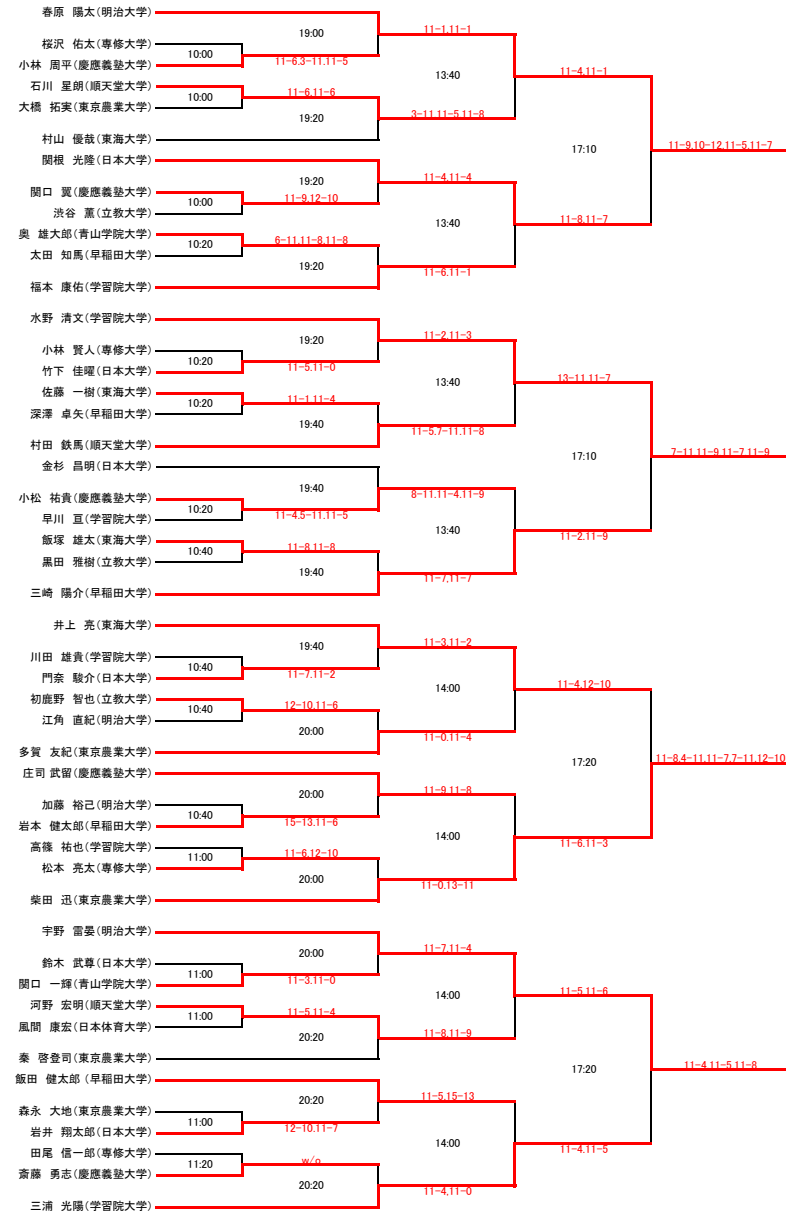 春原 陽太(明治大学)
19:00
11-1,11-1
桜沢 佑太(専修大学)
10:00
小林 周平(慶應義塾大学)
11-6,3-11,11-5
13:40
11-4,11-1
石川 星朗(順天堂大学)
10:00
11-6,11-6
大橋 拓実(東京農業大学)
19:20
3-11,11-5,11-8
村山 優哉(東海大学)
17:10
11-9,10-12,11-5,11-7
関根 光隆(日本大学)
19:20
11-4,11-4
関口 翼(慶應義塾大学)
10:00
11-9,12-10
渋谷 薫(立教大学)
13:40
11-8,11-7
奥 雄大郎(青山学院大学)
10:20
6-11,11-8,11-8
太田 知馬(早稲田大学)
19:20
11-6,11-1
福本 康佑(学習院大学)
水野 清文(学習院大学)
19:20
11-2,11-3
小林 賢人(専修大学)
10:20
竹下 佳曜(日本大学)
11-5,11-0
13:40
13-11,11-7
佐藤 一樹(東海大学)
10:20
11-1,11-4
深澤 卓矢(早稲田大学)
19:40
11-5,7-11,11-8
村田 鉄馬(順天堂大学)
17:10
7-11,11-9,11-7,11-9
金杉 昌明(日本大学)
19:40
8-11,11-4,11-9
小松 祐貴(慶應義塾大学)
10:20
11-4,5-11,11-5
早川 亘(学習院大学)
13:40
11-2,11-9
飯塚 雄太(東海大学)
10:40
11-8,11-8
黒田 雅樹(立教大学)
19:40
11-7,11-7
三崎 陽介(早稲田大学)
井上 亮(東海大学)
19:40
11-3,11-2
川田 雄貴(学習院大学)
10:40
門奈 駿介(日本大学)
11-7,11-2
14:00
11-4,12-10
初鹿野 智也(立教大学)
10:40
12-10,11-6
江角 直紀(明治大学)
20:00
11-0,11-4
多賀 友紀(東京農業大学)
17:20
11-8,4-11,11-7,7-11,12-10
庄司 武留(慶應義塾大学)
20:00
11-9,11-8
加藤 裕己(明治大学)
10:40
岩本 健太郎(早稲田大学)
15-13,11-6
14:00
11-6,11-3
高篠 祐也(学習院大学)
11:00
11-6,12-10
松本 亮太(専修大学)
20:00
11-0,13-11
柴田 迅(東京農業大学)
宇野 雷晏(明治大学)
20:00
11-7,11-4
鈴木 武尊(日本大学)
11:00
関口 一輝(青山学院大学)
11-3,11-0
14:00
11-5,11-6
河野 宏明(順天堂大学)
11:00
11-5,11-4
風間 康宏(日本体育大学)
20:20
11-8,11-9
秦 啓登司(東京農業大学)
17:20
11-4,11-5,11-8
飯田 健太郎 (早稲田大学)
20:20
11-5,15-13
森永 大地(東京農業大学)
11:00
岩井 翔太郎(日本大学)
12-10,11-7
14:00
11-4,11-5
田尾 信一郎(専修大学)
11:20
w/o
斎藤 勇志(慶應義塾大学)
20:20
11-4,11-0
三浦 光陽(学習院大学)